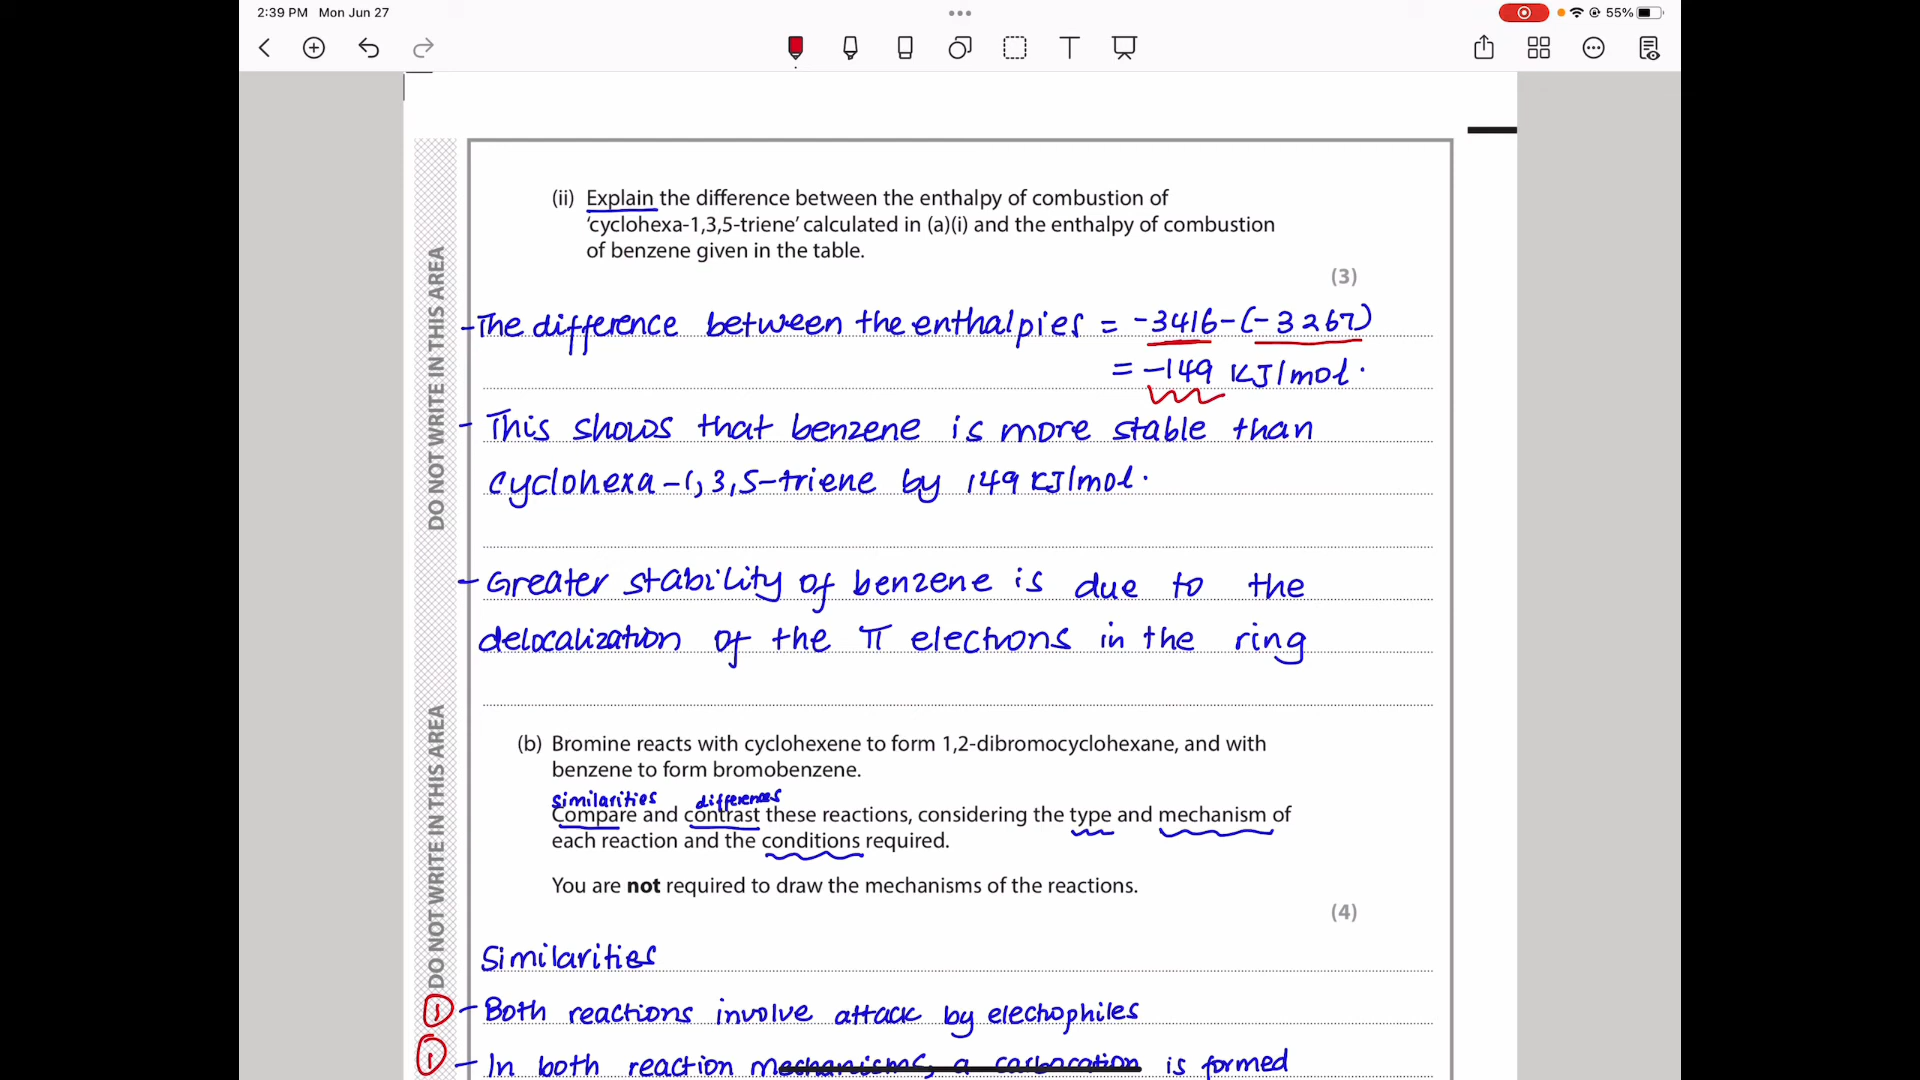 2:39 PM Mon Jun 27
55%
(ii) Explain the difference between the enthalpy of combustion of
'cyclohexa-1,3,5-triene' calculated in (a)(i) and the enthalpy of combustion
of benzene given in the table.
(3)
- The difference between the enthalpies = -3416-(-3267)
= -149 KJ/mol.
- This shows that benzene is more stable than
cyclohexa-1,3,5-triene by 149 KJ/mol.
- Greater stability of benzene is due to the
delocalization of the π electrons in the ring
(b) Bromine reacts with cyclohexene to form 1,2-dibromocyclohexane, and with
benzene to form bromobenzene.
similarities differences
Compare and contrast these reactions, considering the type and mechanism of
each reaction and the conditions required.
You are not required to draw the mechanisms of the reactions.
(4)
Similarities
① - Both reactions involve attack by electophiles
① - In both reaction mechanisms, a carbocation is formed
DO NOT WRITE IN THIS AREA
DO NOT WRITE IN THIS AREA
T